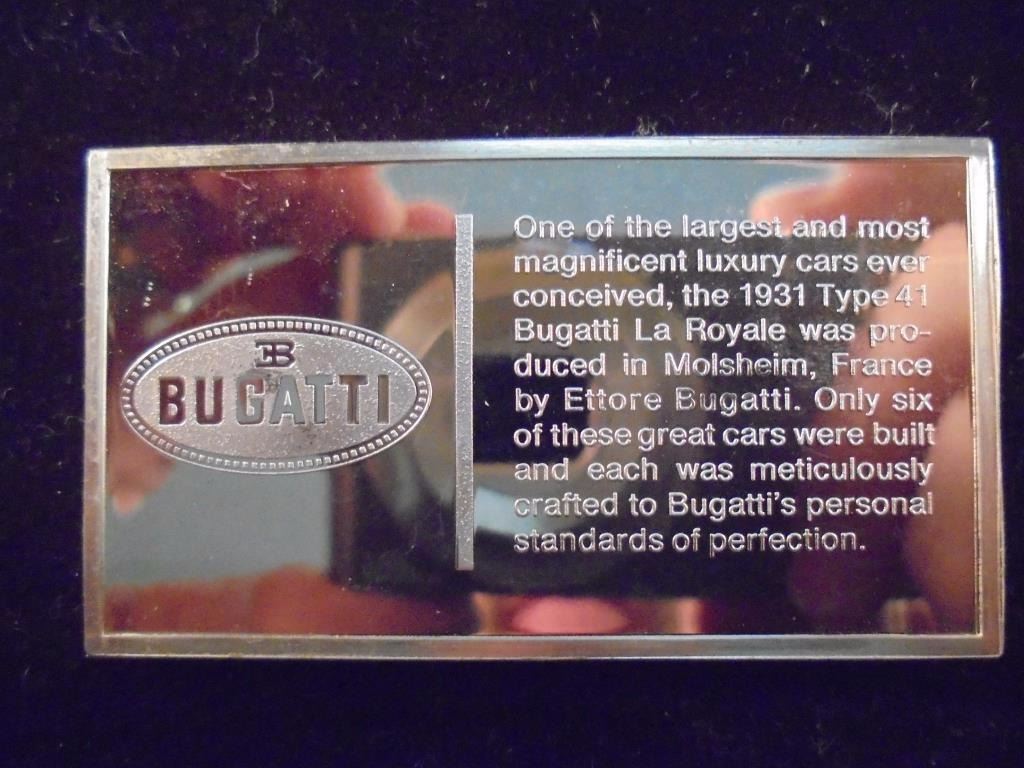 EB
BUGATTI
One of the largest and most
magnificent luxury cars ever
conceived, the 1931 Type 41
Bugatti La Royale was pro-
duced in Molsheim, France
by Ettore Bugatti. Only six
of these great cars were built
and each was meticulously
crafted to Bugatti's personal
standards of perfection.